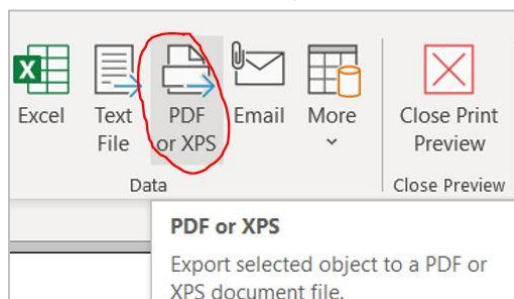 Excel Text File PDF or XPS Email More Close Print Preview
Data Close Preview
PDF or XPS
Export selected object to a PDF or
XPS document file.